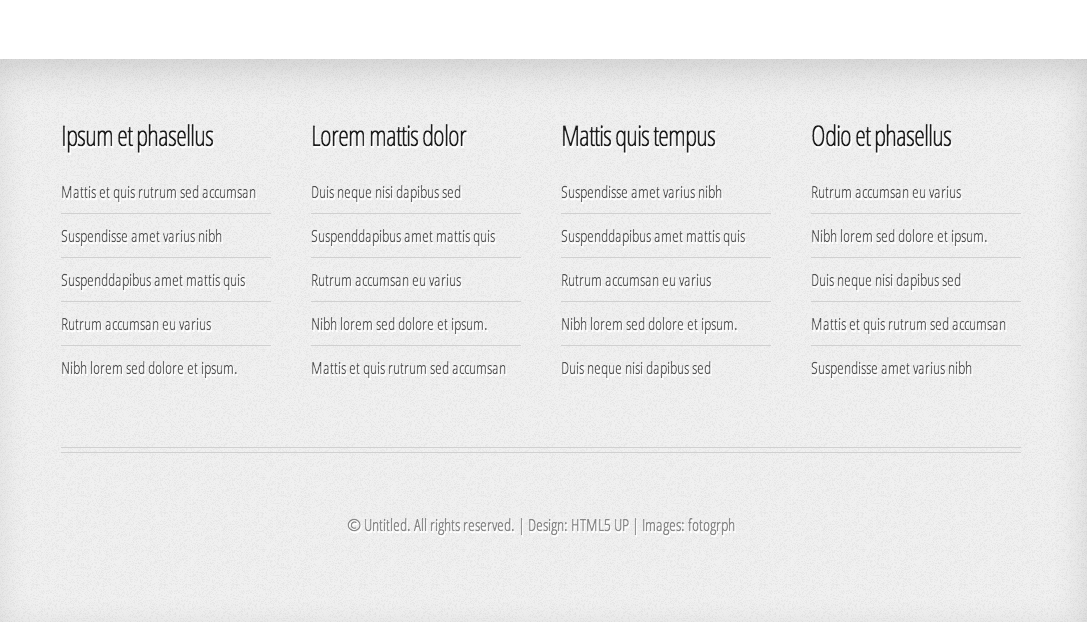 Ipsum et phasellus
Mattis et quis rutrum sed accumsan
Suspendisse amet varius nibh
Suspenddapibus amet mattis quis
Rutrum accumsan eu varius
Nibh lorem sed dolore et ipsum.
Lorem mattis dolor
Duis neque nisi dapibus sed
Suspenddapibus amet mattis quis
Rutrum accumsan eu varius
Nibh lorem sed dolore et ipsum.
Mattis et quis rutrum sed accumsan
Mattis quis tempus
Suspendisse amet varius nibh
Suspenddapibus amet mattis quis
Rutrum accumsan eu varius
Nibh lorem sed dolore et ipsum.
Duis neque nisi dapibus sed
Odio et phasellus
Rutrum accumsan eu varius
Nibh lorem sed dolore et ipsum.
Duis neque nisi dapibus sed
Mattis et quis rutrum sed accumsan
Suspendisse amet varius nibh
© Untitled. All rights reserved. | Design: HTML5 UP | Images: fotogrph